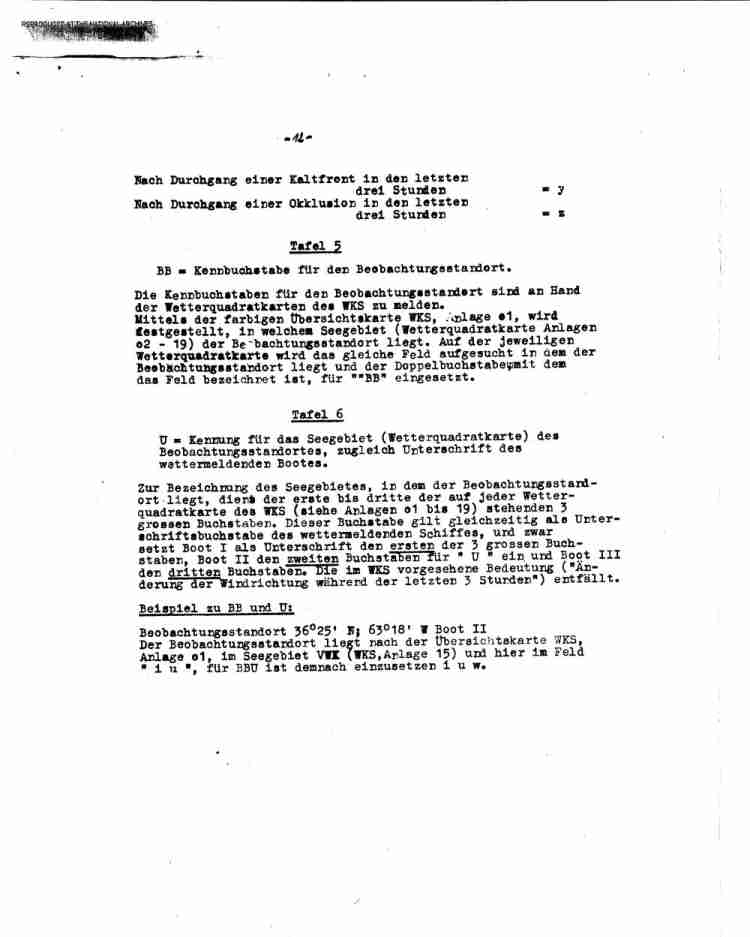 REPRODUCED AT THE NATIONAL ARCHIVES
-12-
Nach Durchgang einer Kaltfront in den letzten
drei Stunden = y
Nach Durchgang einer Okklusion in den letzten
drei Stunden = z
Tafel 5
BB = Kennbuchstabe für den Beobachtungsstandort.
Die Kennbuchstaben für den Beobachtungsstandort sind an Hand
der Wetterquadratkarten des WKS zu melden.
Mittels der farbigen Übersichtskarte WKS, Anlage o1, wird
festgestellt, in welchem Seegebiet (Wetterquadratkarte Anlagen
o2 - 19) der Beobachtungsstandort liegt. Auf der jeweiligen
Wetterquadratkarte wird das gleiche Feld aufgesucht in dem der
Beobachtungsstandort liegt und der Doppelbuchstabe, mit dem
das Feld bezeichnet ist, für ""BB" eingesetzt.
Tafel 6
U = Kennung für das Seegebiet (Wetterquadratkarte) des
Beobachtungsstandortes, zugleich Unterschrift des
wettermeldenden Bootes.
Zur Bezeichnung des Seegebietes, in dem der Beobachtungsstand-
ort liegt, dient der erste bis dritte der auf jeder Wetter-
quadratkarte des WKS (siehe Anlagen o1 bis 19) stehenden 3
grossen Buchstaben. Dieser Buchstabe gilt gleichzeitig als Unter-
schriftsbuchstabe des wettermeldenden Schiffes, und zwar
setzt Boot I als Unterschrift den ersten der 3 grossen Buch-
staben, Boot II den zweiten Buchstaben für " U " ein und Boot III
den dritten Buchstaben. Die im WKS vorgesehene Bedeutung ("Än-
derung der Windrichtung während der letzten 3 Stunden") entfällt.
Beispiel zu BB und U:
Beobachtungsstandort 36°25' N; 63°18' W Boot II
Der Beobachtungsstandort liegt nach der Übersichtskarte WKS,
Anlage o1, im Seegebiet VWX (WKS,Anlage 15) und hier im Feld
" i u ", für BBU ist demnach einzusetzen i u w.